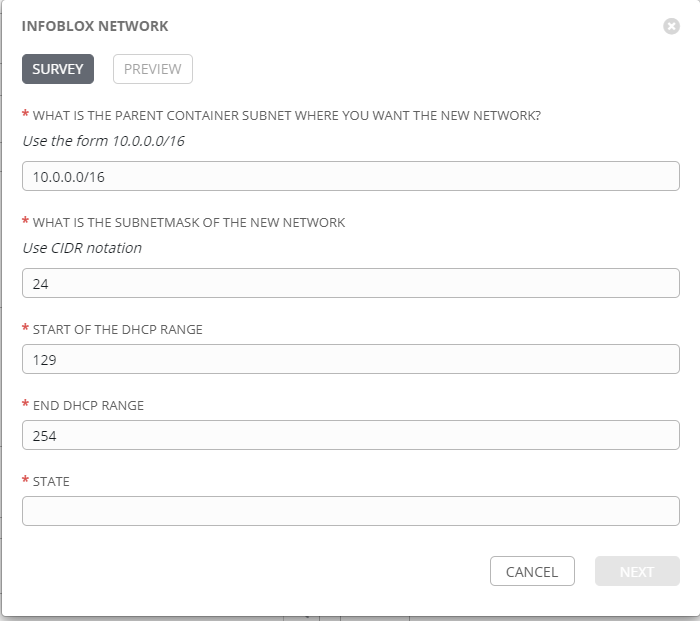 INFOBLOX NETWORK
SURVEY PREVIEW
* WHAT IS THE PARENT CONTAINER SUBNET WHERE YOU WANT THE NEW NETWORK?
Use the form 10.0.0.0/16
10.0.0.0/16
* WHAT IS THE SUBNETMASK OF THE NEW NETWORK
Use CIDR notation
24
* START OF THE DHCP RANGE
129
* END DHCP RANGE
254
* STATE
CANCEL NEXT